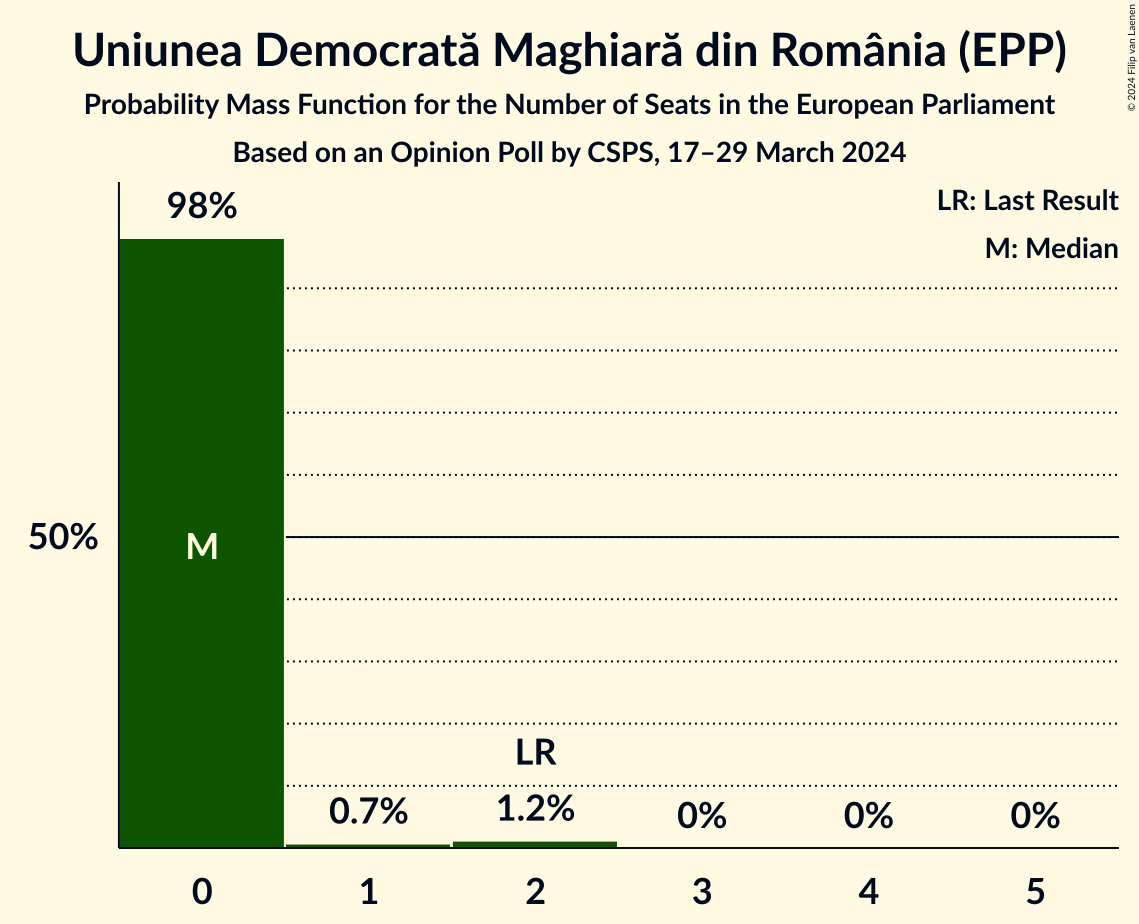 Uniunea Democrată Maghiară din România (EPP)
Probability Mass Function for the Number of Seats in the European Parliament
Based on an Opinion Poll by CSPS, 17–29 March 2024
© 2024 Filip van Laenen
LR: Last Result
M: Median
98%
50%
M
LR
0.7%
1.2%
0%
0%
0%
0
1
2
3
4
5